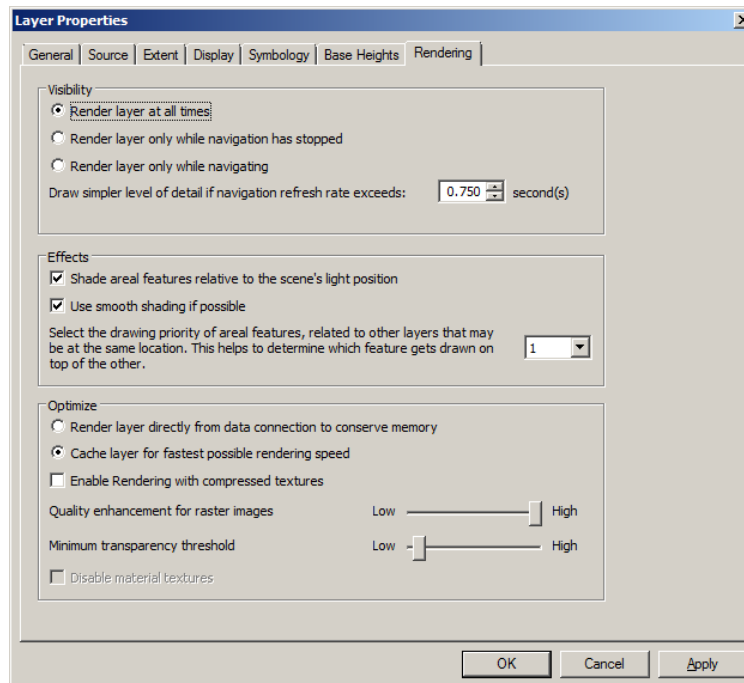 Layer Properties
General Source Extent Display Symbology Base Heights Rendering
Visibility
Render layer at all times
Render layer only while navigation has stopped
Render layer only while navigating
Draw simpler level of detail if navigation refresh rate exceeds: 0.750 second(s)
Effects
Shade areal features relative to the scene's light position
Use smooth shading if possible
Select the drawing priority of areal features, related to other layers that may
be at the same location. This helps to determine which feature gets drawn on
top of the other.
1
Optimize
Render layer directly from data connection to conserve memory
Cache layer for fastest possible rendering speed
Enable Rendering with compressed textures
Quality enhancement for raster images Low High
Minimum transparency threshold Low High
Disable material textures
OK Cancel Apply